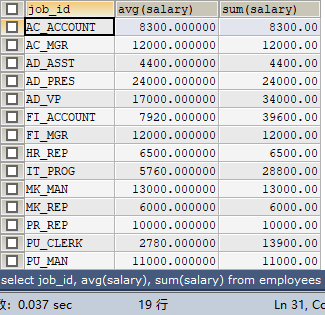 job_id avg(salary) sum(salary)
AC_ACCOUNT 8300.000000 8300.00
AC_MGR 12000.000000 12000.00
AD_ASST 4400.000000 4400.00
AD_PRES 24000.000000 24000.00
AD_VP 17000.000000 34000.00
FI_ACCOUNT 7920.000000 39600.00
FI_MGR 12000.000000 12000.00
HR_REP 6500.000000 6500.00
IT_PROG 5760.000000 28800.00
MK_MAN 13000.000000 13000.00
MK_REP 6000.000000 6000.00
PR_REP 10000.000000 10000.00
PU_CLERK 2780.000000 13900.00
PU_MAN 11000.000000 11000.00
select job_id, avg(salary), sum(salary) from employees
: 0.037 sec 19 行 Ln 31, Co